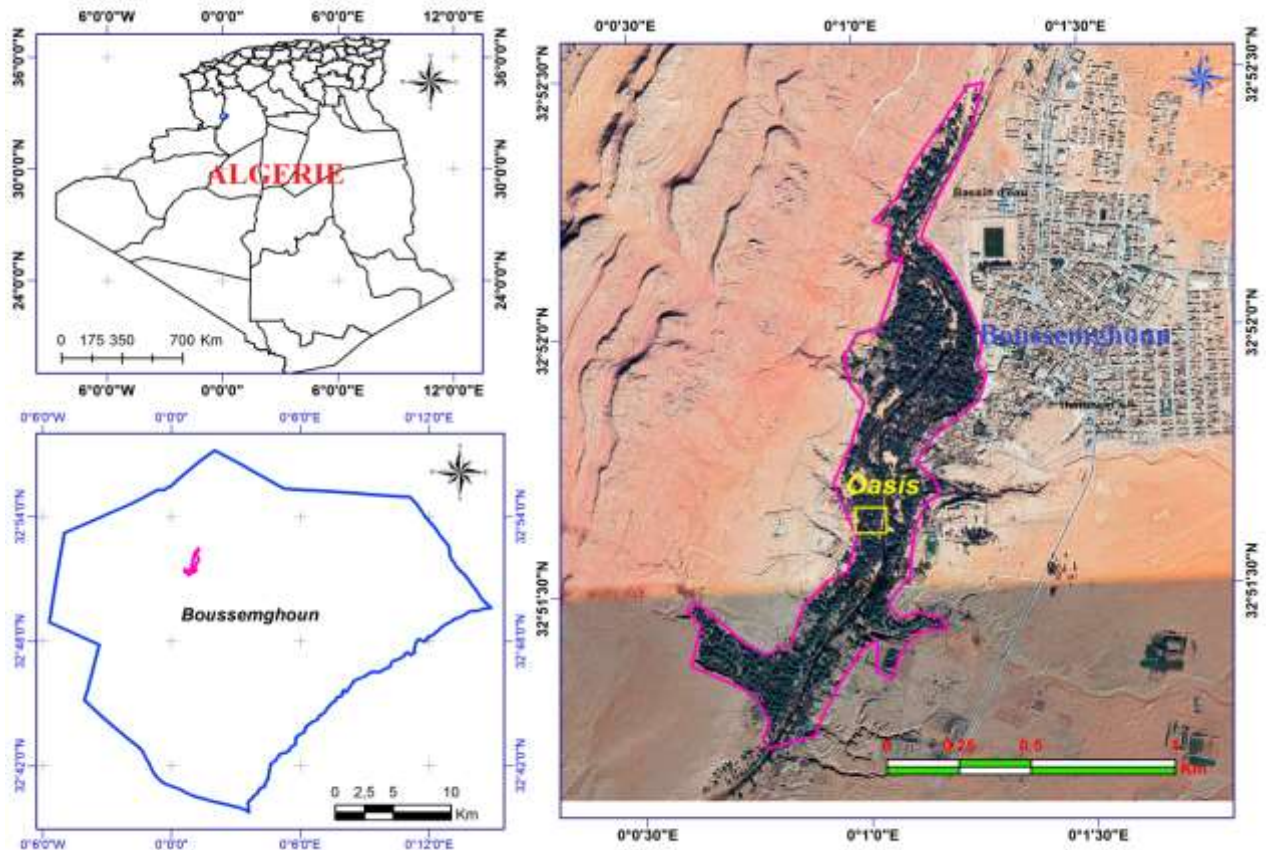 6°0'0"W 0°0'0" 6°0'0"E 12°0'0"E
36°0'0"N
30°0'0"N
24°0'0"N
36°0'0"N
30°0'0"N
24°0'0"N
ALGERIE
0 175 350 700 Km
6°0'0"W 0°0'0" 6°0'0"E 12°0'0"E
0°6'0"W 0°0'0" 0°6'0"E 0°12'0"E
32°54'0"N
32°48'0"N
32°42'0"N
32°54'0"N
32°48'0"N
32°42'0"N
Boussemghoun
0 2,5 5 10
Km
0°6'0"W 0°0'0" 0°6'0"E 0°12'0"E
0°0'30"E 0°1'0"E 0°1'30"E
32°52'30"N
32°52'0"N
32°51'30"N
32°52'30"N
32°52'0"N
32°51'30"N
Bassin d'eau
Boussemghoun
Oasis
0 0.25 0.5 1
Km
0°0'30"E 0°1'0"E 0°1'30"E